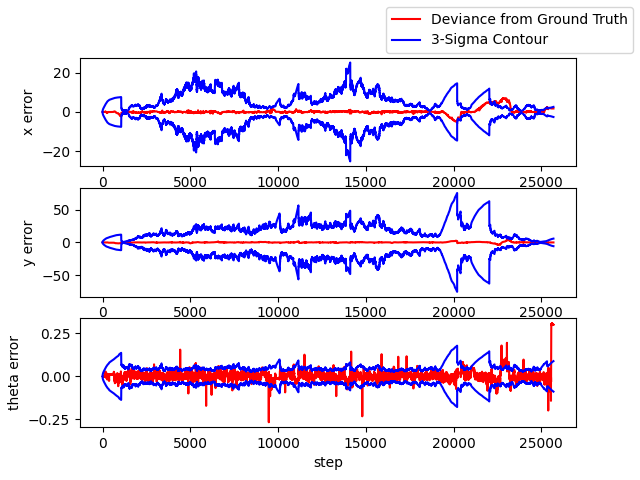 Deviance from Ground Truth
3-Sigma Contour
20
0
−20
x error
0 5000 10000 15000 20000 25000
50
0
−50
y error
0 5000 10000 15000 20000 25000
0.25
0.00
−0.25
theta error
0 5000 10000 15000 20000 25000
step